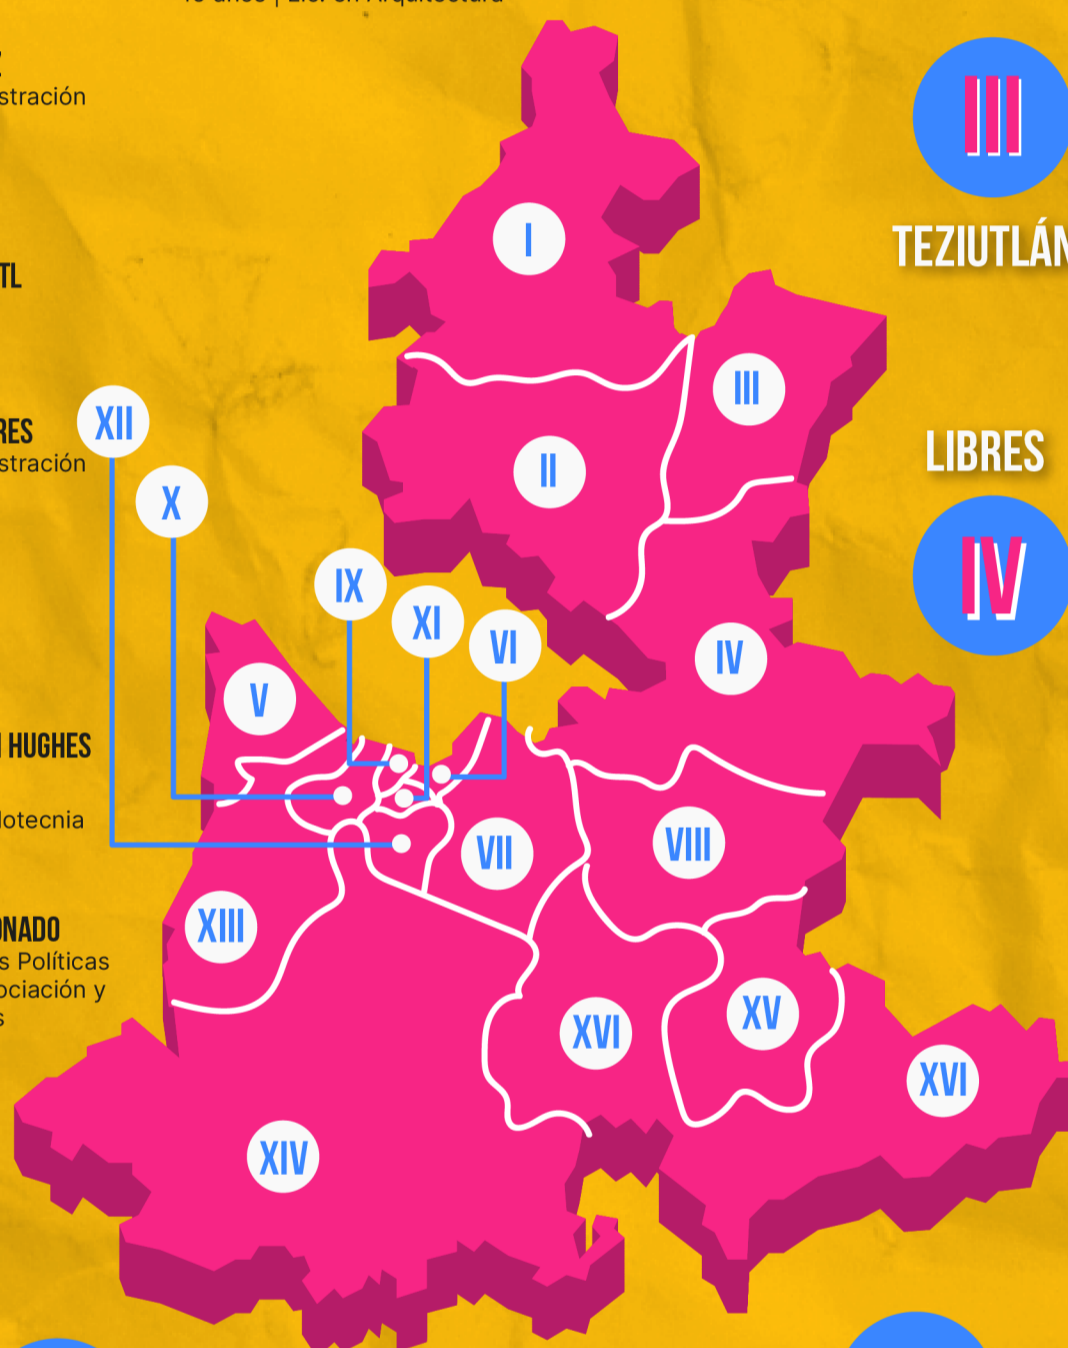 stración
III
TEZIUTLÁN
I
TL
III
XII
RES
LIBRES
stración
II
X
IX
IV
XI
VI
IV
V
HUGHES
lotecnia
VIII
VII
XIII
ONADO
s Políticas
ociación y
s
XV
XVI
XVI
XIV